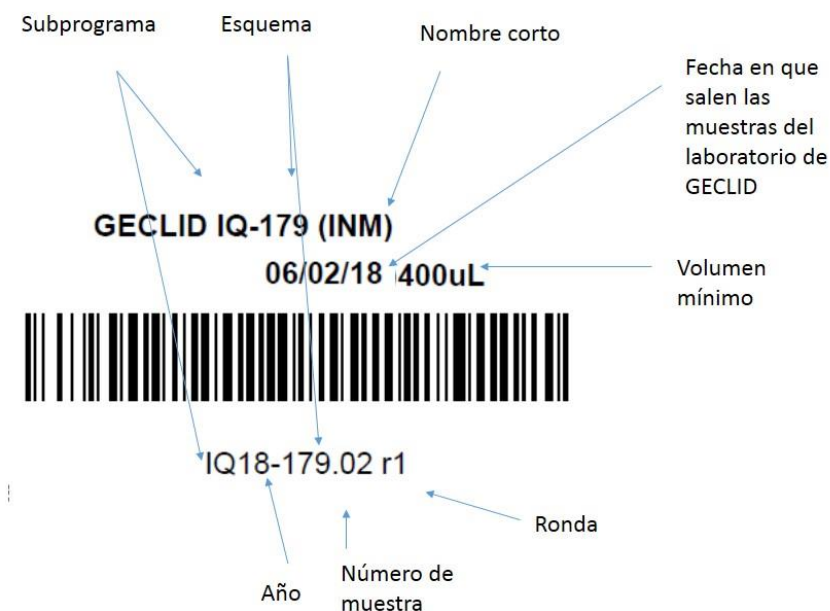 Subprograma
Esquema
Nombre corto
Fecha en que
salen las
muestras del
laboratorio de
GECLID
GECLID IQ-179 (INM)
06/02/18 400uL
Volumen
mínimo
IQ18-179.02 r1
Ronda
Año
Número de
muestra